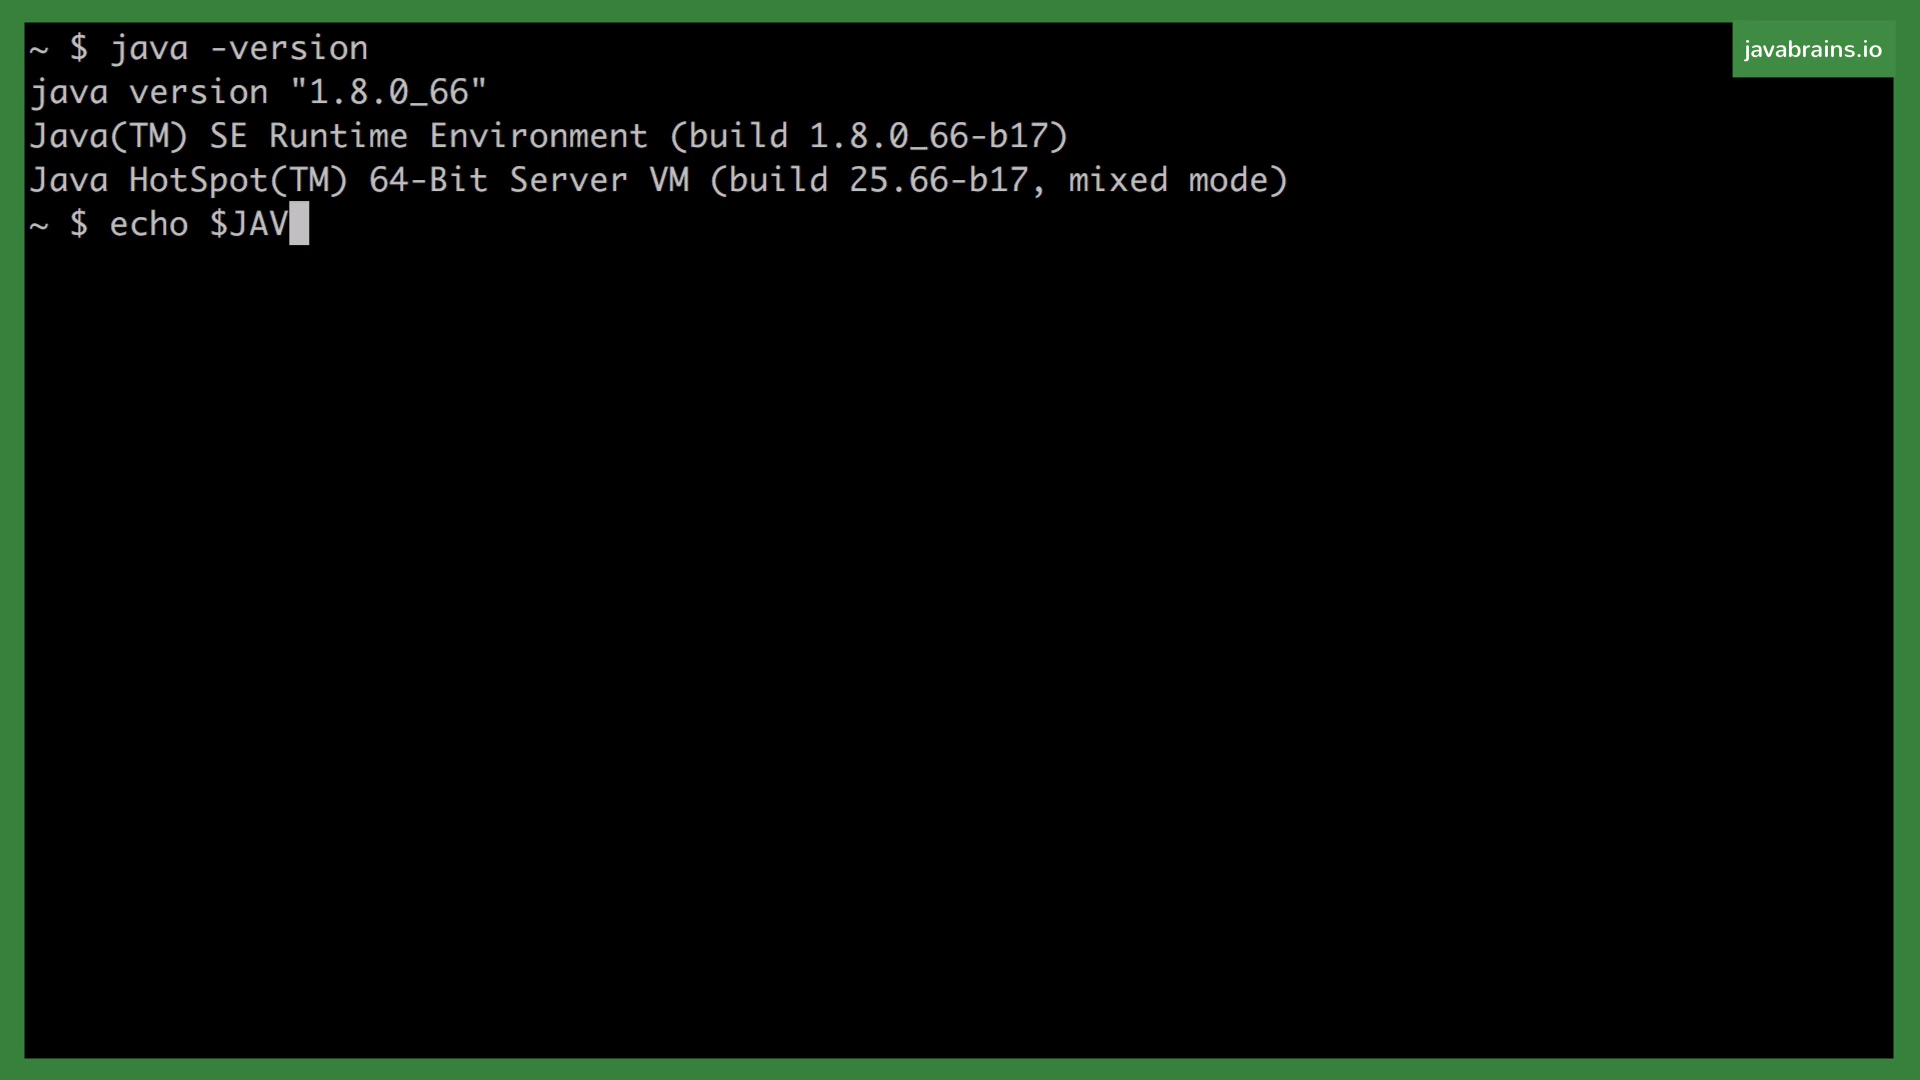 ~ $ java -version
javabrains.io
java version "1.8.0_66"
Java(TM) SE Runtime Environment (build 1.8.0_66-b17)
Java HotSpot(TM) 64-Bit Server VM (build 25.66-b17, mixed mode)
~ $ echo $JAV